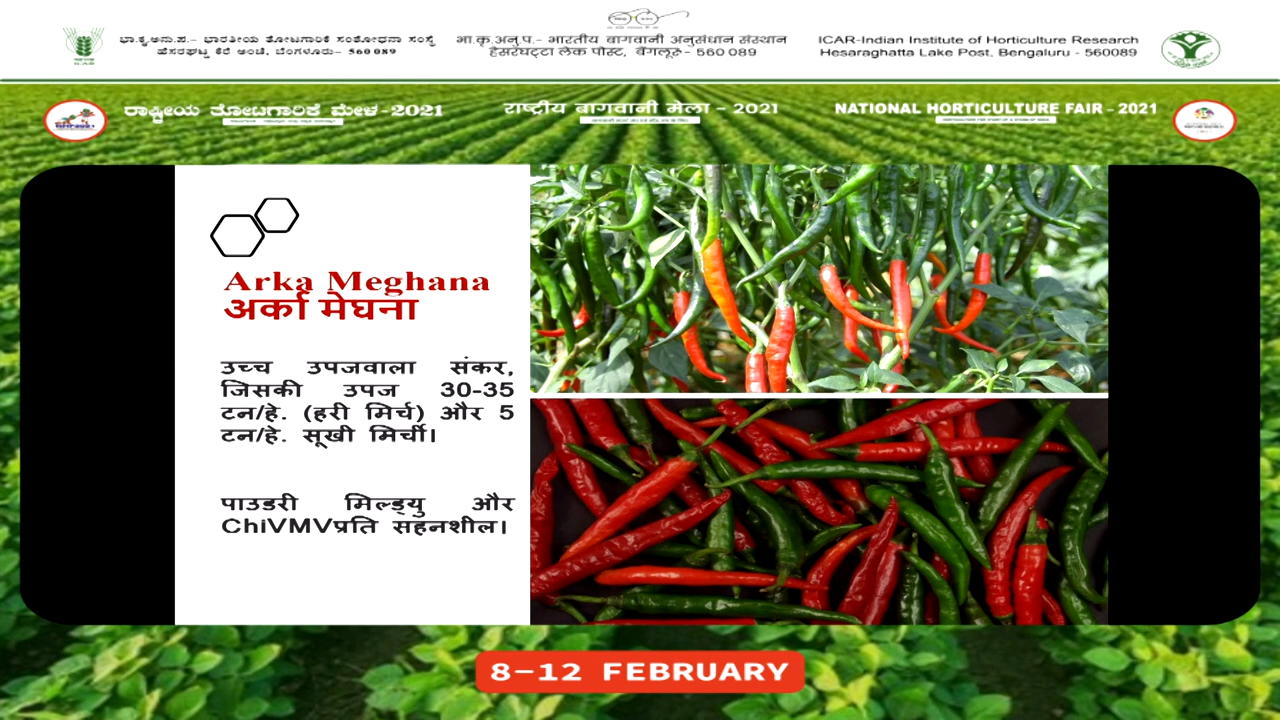 ಭಾ.ಕೃ.ಅನು.ಪ.- ಭಾರತೀಯ ತೋಟಗಾರಿಕೆ ಸಂಶೋಧನಾ ಸಂಸ್ಥೆ
ಹೆಸರಘಟ್ಟ ಕೆರೆ ಅಂಚೆ, ಬೆಂಗಳೂರು- 560 089
भा.कृ.अनु.प.- भारतीय बागवानी अनुसंधान संस्थान
हेसरघट्टा लेक पोस्ट, बेंगलूरू - 560 089
ICAR-Indian Institute of Horticulture Research
Hesaraghatta Lake Post, Bengaluru - 560089
ರಾಷ್ಟ್ರೀಯ ತೋಟಗಾರಿಕೆ ಮೇಳ -2021
राष्ट्रीय बागवानी मेला - 2021
NATIONAL HORTICULTURE FAIR - 2021
Arka Meghana
अर्का मेघना
उच्च उपजवाला संकर,
जिसकी उपज 30-35
टन/हे. (हरी मिर्च) और 5
टन/हे. सूखी मिर्ची।
पाउडरी मिल्ड्यु और
ChiVMVप्रति सहनशील।
8–12 FEBRUARY